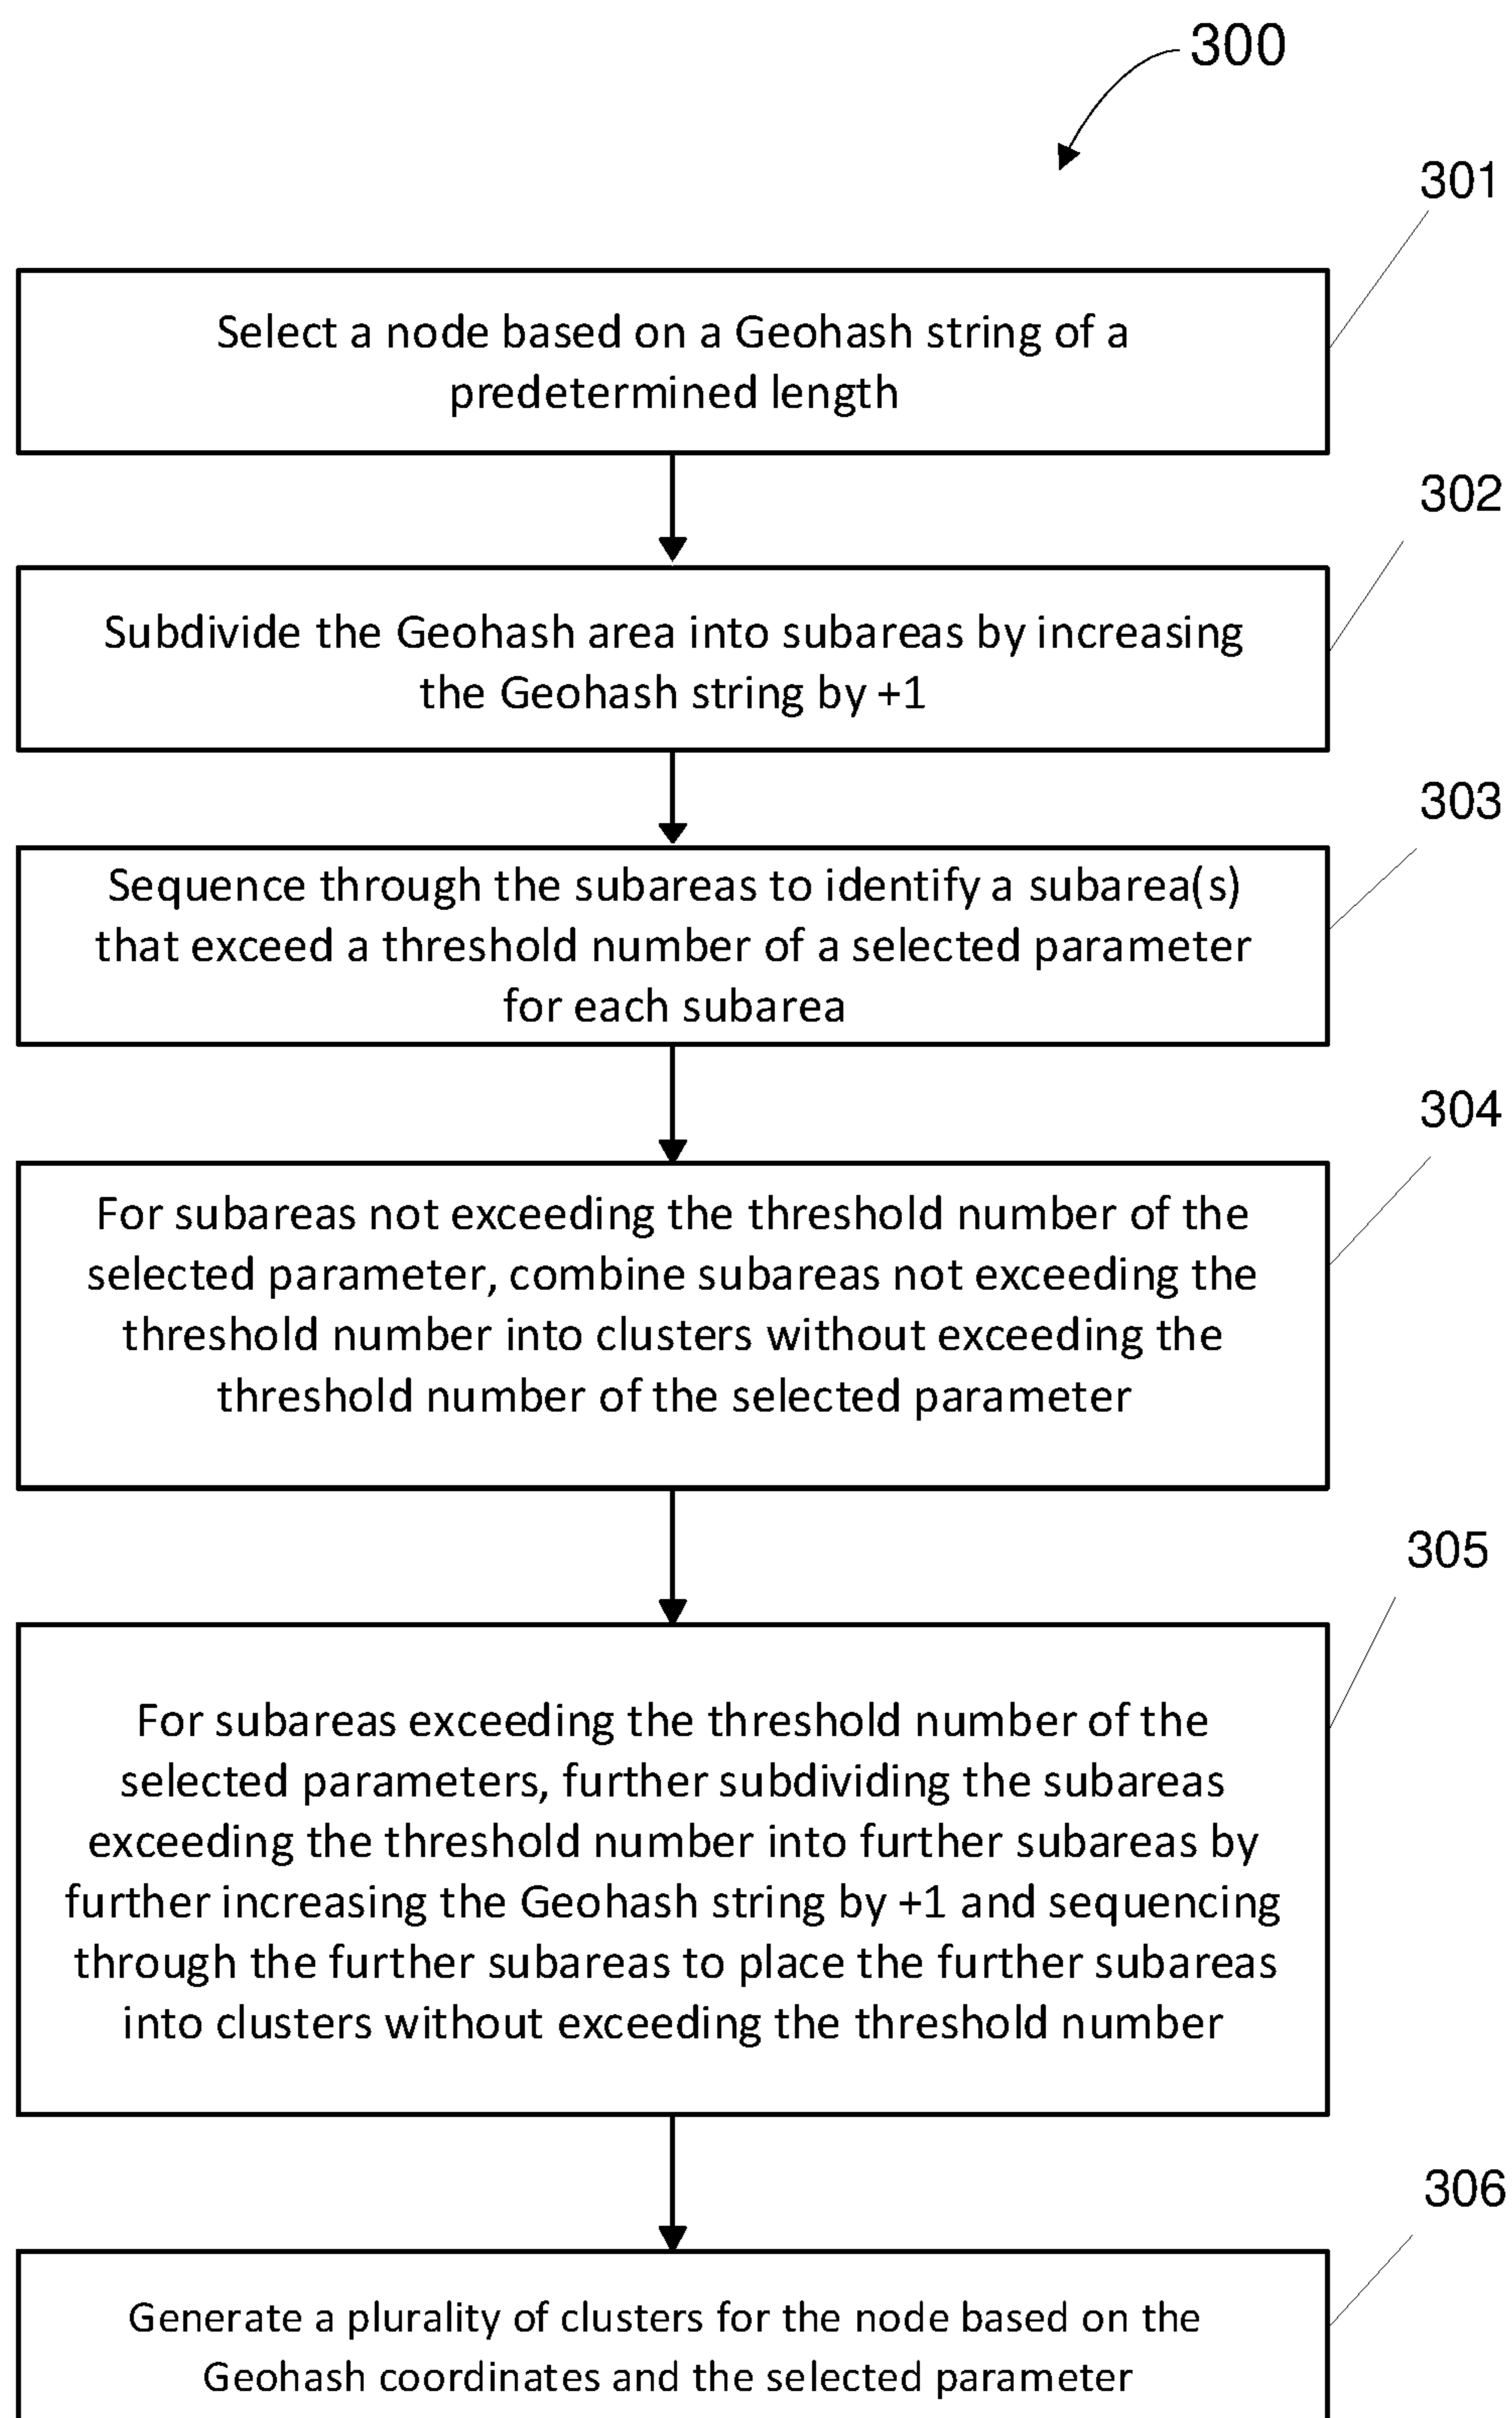 300
301
Select a node based on a Geohash string of a
predetermined length
302
Subdivide the Geohash area into subareas by increasing
the Geohash string by +1
303
Sequence through the subareas to identify a subarea(s)
that exceed a threshold number of a selected parameter
for each subarea
304
For subareas not exceeding the threshold number of the
selected parameter, combine subareas not exceeding the
threshold number into clusters without exceeding the
threshold number of the selected parameter
305
For subareas exceeding the threshold number of the
selected parameters, further subdividing the subareas
exceeding the threshold number into further subareas by
further increasing the Geohash string by +1 and sequencing
through the further subareas to place the further subareas
into clusters without exceeding the threshold number
306
Generate a plurality of clusters for the node based on the
Geohash coordinates and the selected parameter